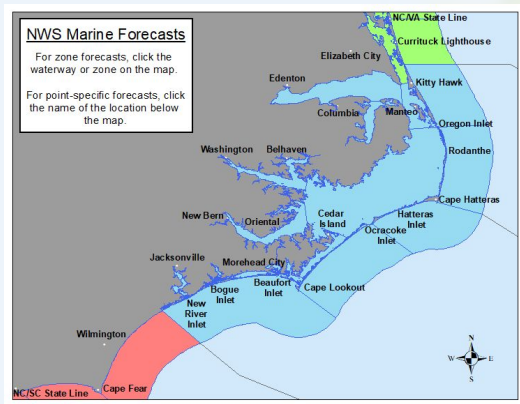 NWS Marine Forecasts
For zone forecasts, click the
waterway or zone on the map.
For point-specific forecasts, click
the name of the location below
the map.
NC/VA State Line
Currituck Lighthouse
Elizabeth City
Kitty Hawk
Edenton
Columbia
Manteo
Oregon Inlet
Rodanthe
Washington
Belhaven
Cape Hatteras
New Bern
Oriental
Cedar
Island
Hatteras
Inlet
Ocracoke
Inlet
Jacksonville
Morehead City
Cape Lookout
Beaufort
Inlet
Bogue
Inlet
New
River
Inlet
Wilmington
Cape Fear
NC/SC State Line
N
W
E
S